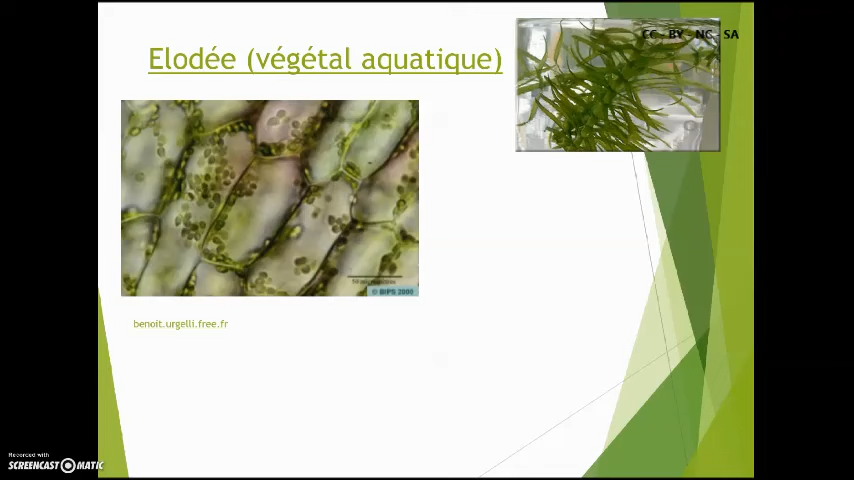 CC - BY - NC - SA
Elodée (végétal aquatique)
© BIPS 2000
benoit.urgelli.free.fr
Recorded with
SCREENCAST MATIC